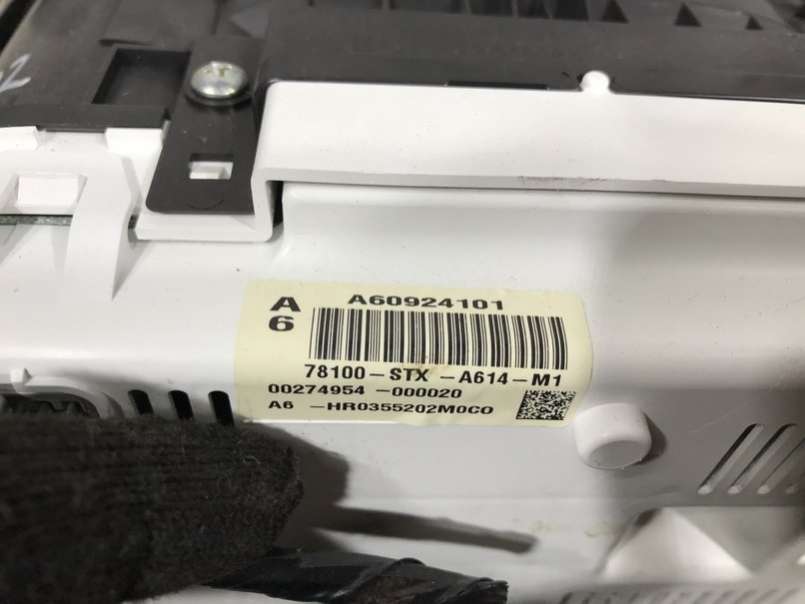 A 6
A60924101
78100-STX -A614-M1
00274954 -000020
A6 -HR0355202M0C0